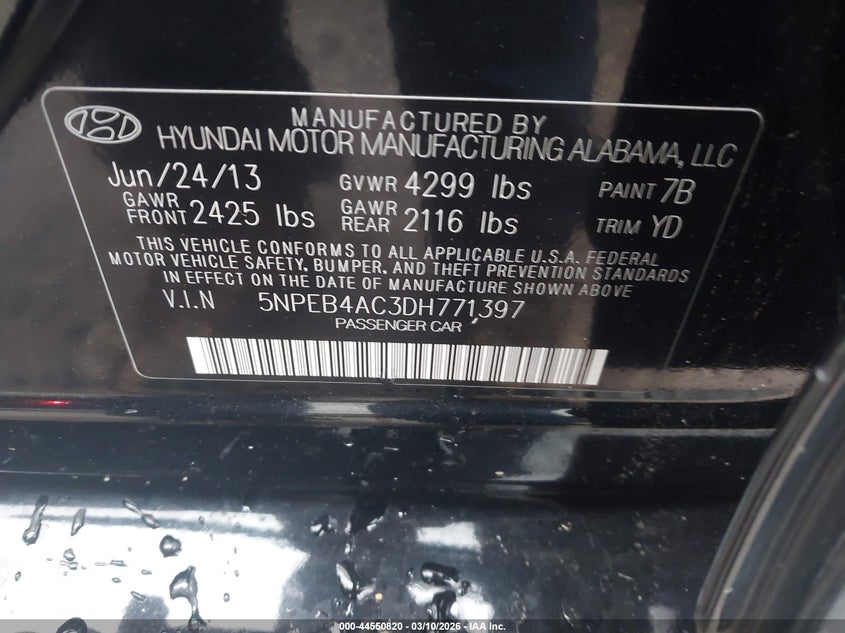 MANUFACTURED BY
HYUNDAI MOTOR MANUFACTURING ALABAMA, LLC
Jun/24/13 GVWR 4299 lbs PAINT 7B
GAWR FRONT 2425 lbs GAWR REAR 2116 lbs TRIM YD
THIS VEHICLE CONFORMS TO ALL APPLICABLE U.S.A. FEDERAL
MOTOR VEHICLE SAFETY, BUMPER, AND THEFT PREVENTION STANDARDS
IN EFFECT ON THE DATE OF MANUFACTURE SHOWN ABOVE
V.I.N 5NPEB4AC3DH771397
PASSENGER CAR
000-44550820 - 03/10/2026 - IAA Inc.